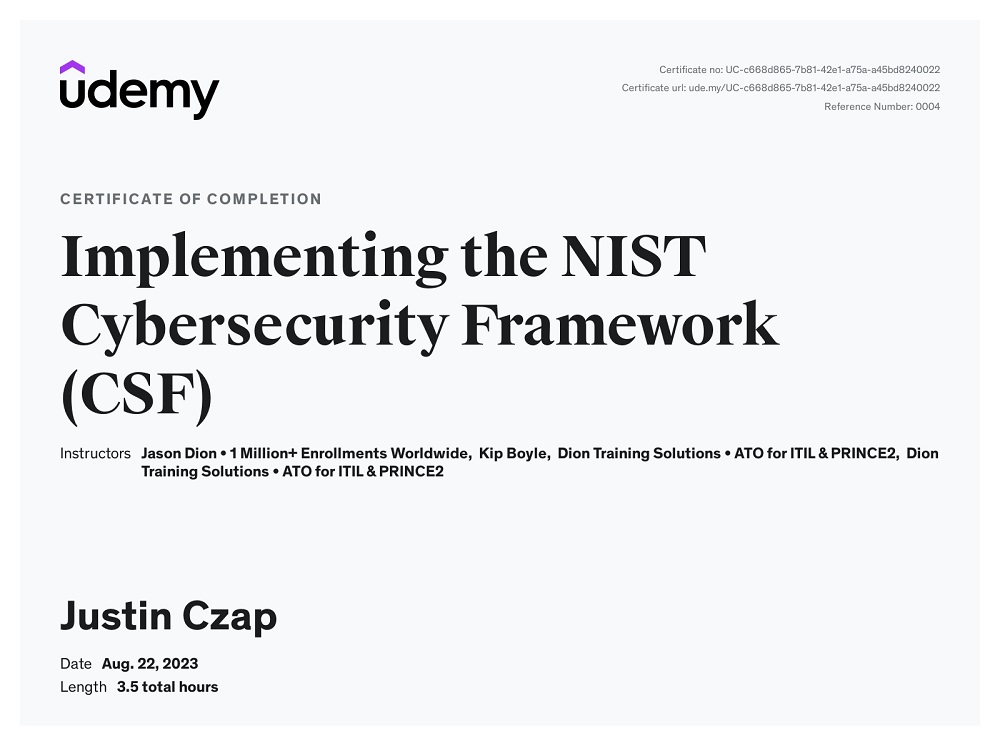 udemy
Certificate no: UC-c668d865-7b81-42e1-a75a-a45bd8240022
Certificate url: ude.my/UC-c668d865-7b81-42e1-a75a-a45bd8240022
Reference Number: 0004
CERTIFICATE OF COMPLETION
Implementing the NIST
Cybersecurity Framework
(CSF)
Instructors Jason Dion • 1 Million+ Enrollments Worldwide, Kip Boyle, Dion Training Solutions • ATO for ITIL & PRINCE2, Dion
Training Solutions • ATO for ITIL & PRINCE2
Justin Czap
Date Aug. 22, 2023
Length 3.5 total hours